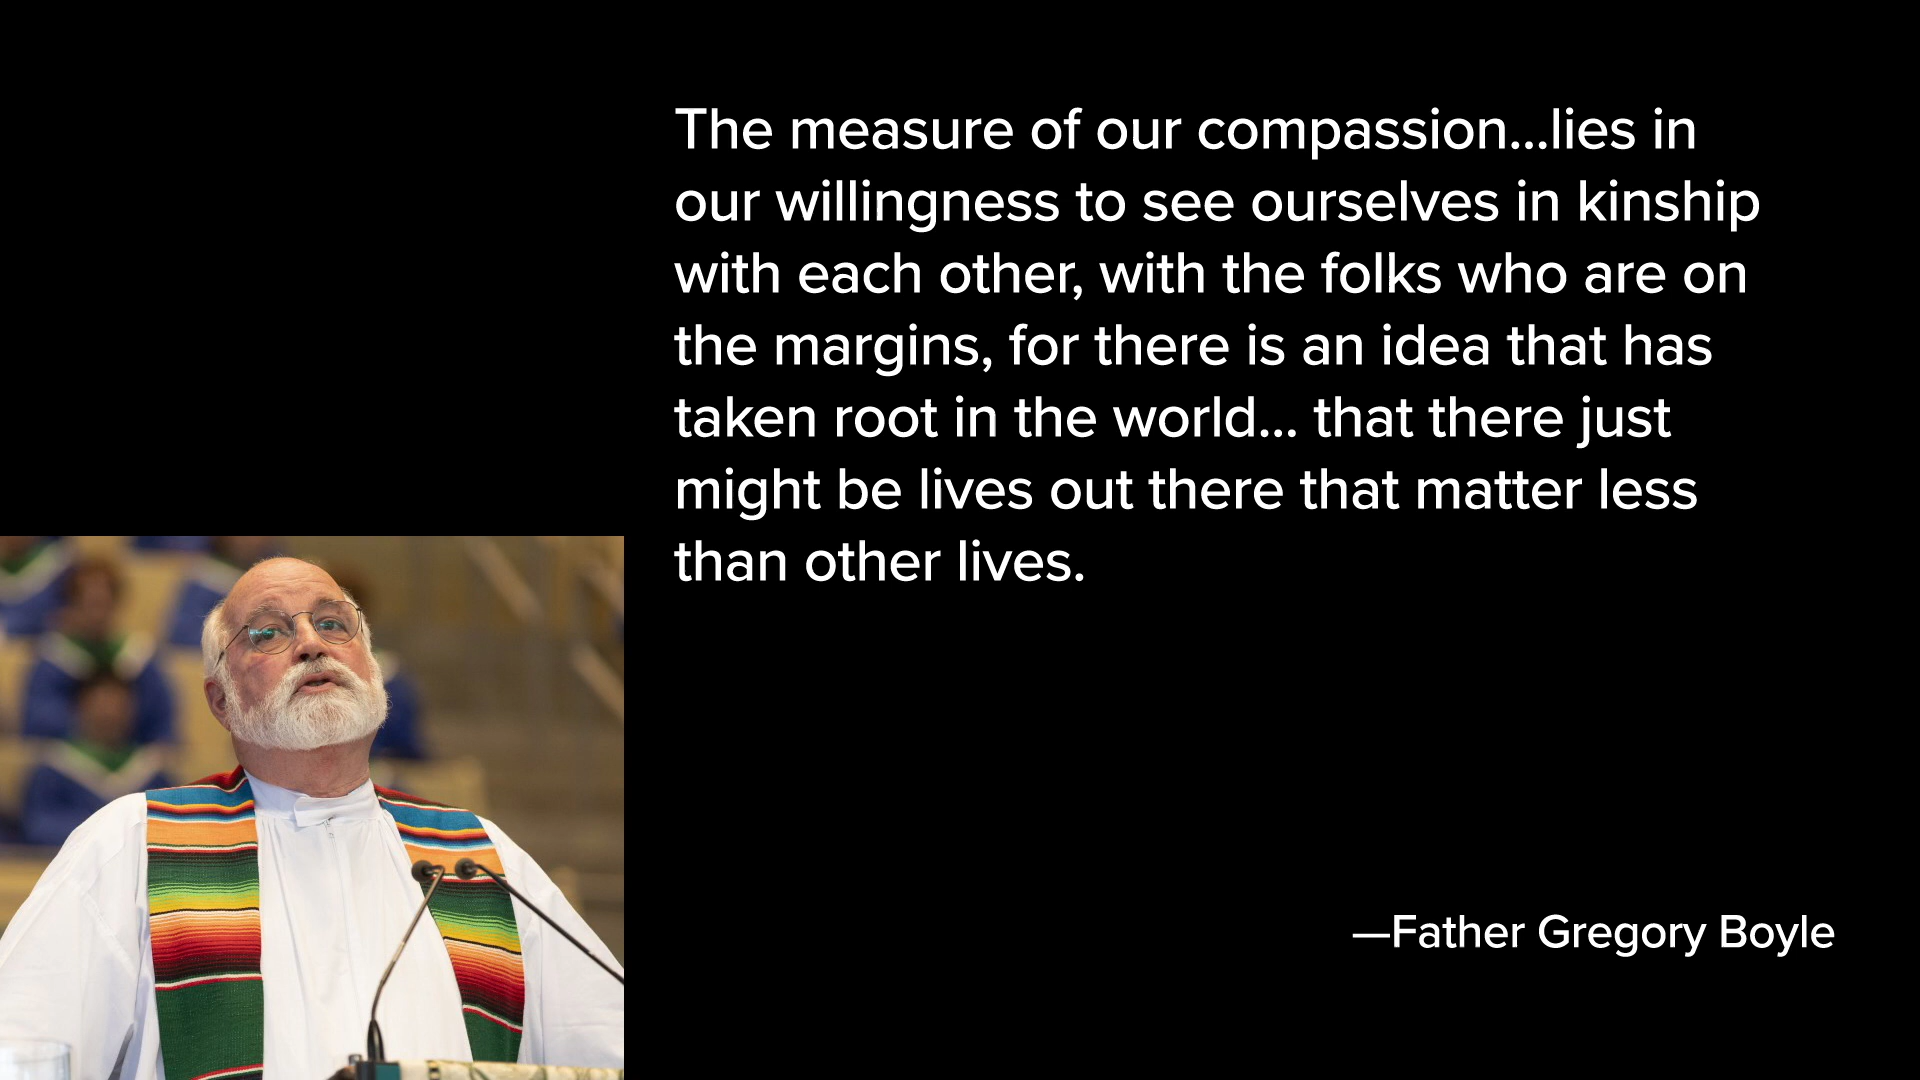 The measure of our compassion...lies in
our willingness to see ourselves in kinship
with each other, with the folks who are on
the margins, for there is an idea that has
taken root in the world... that there just
might be lives out there that matter less
than other lives.
—Father Gregory Boyle